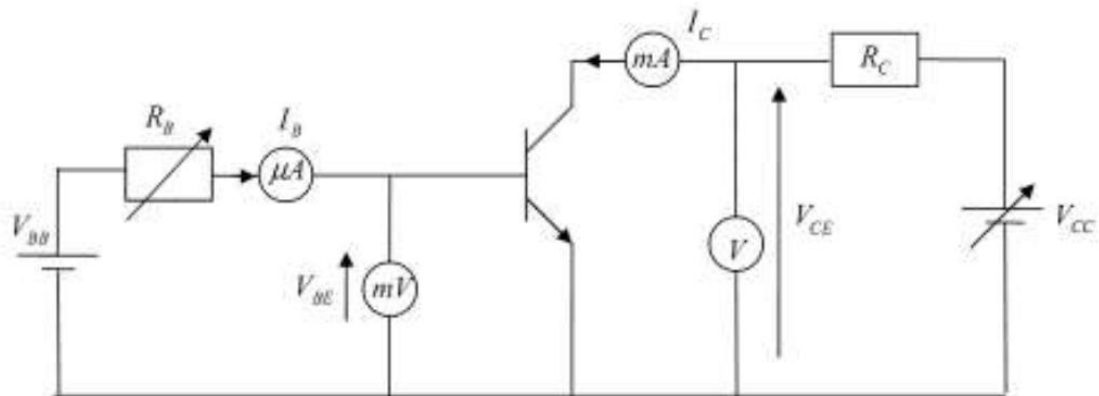 I_C
mA
R_C
R_B
I_B
μA
V_BB
V_BE
mV
V
V_CE
V_CC